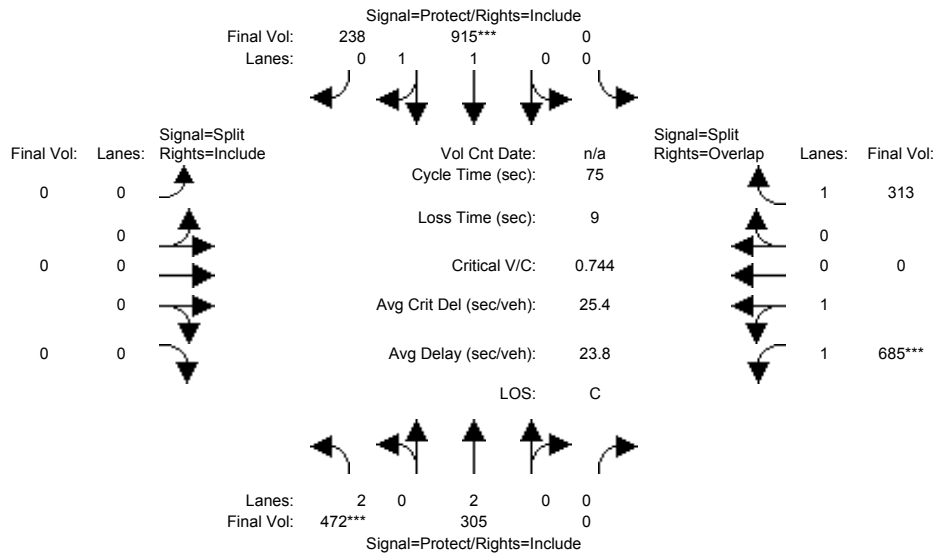 Signal=Protect/Rights=Include
Final Vol: 238 915*** 0
Lanes: 0 1 1 0 0
Signal=Split
Final Vol: Lanes: Rights=Include
Vol Cnt Date: n/a
Signal=Split
Rights=Overlap Lanes: Final Vol:
Cycle Time (sec): 75
0 0
1 313
Loss Time (sec): 9
0
0
0 0
Critical V/C: 0.744
0 0
0
Avg Crit Del (sec/veh): 25.4
1
0 0
Avg Delay (sec/veh): 23.8
1 685***
LOS: C
Lanes: 2 0 2 0 0
Final Vol: 472*** 305 0
Signal=Protect/Rights=Include